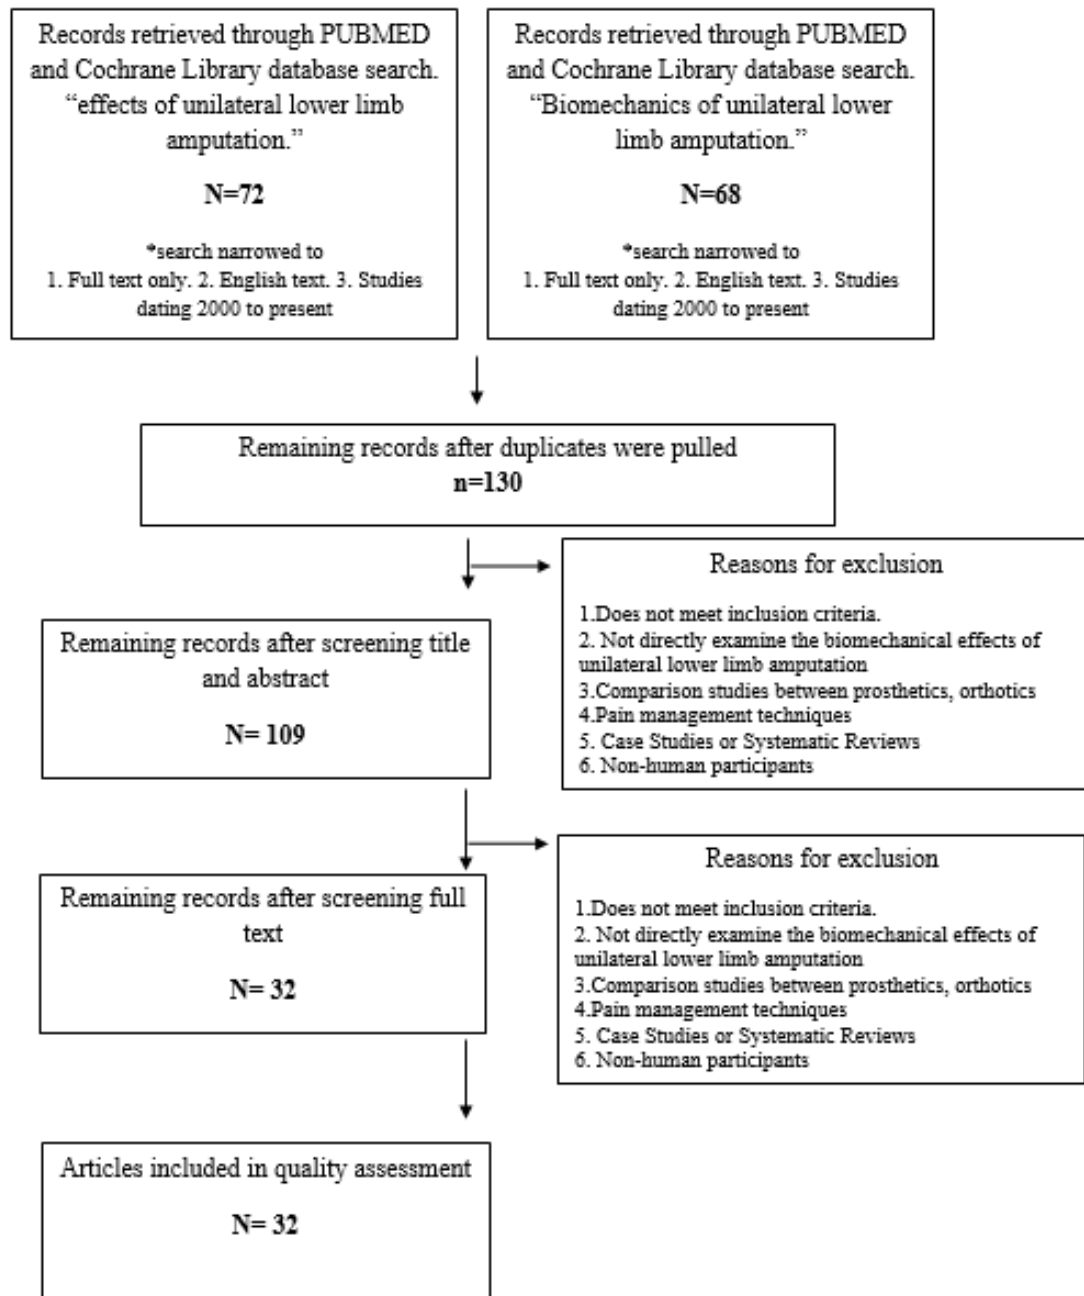 Records retrieved through PUBMED
and Cochrane Library database search.
“effects of unilateral lower limb
amputation.”
N=72
*search narrowed to
1. Full text only. 2. English text. 3. Studies
dating 2000 to present
Records retrieved through PUBMED
and Cochrane Library database search.
“Biomechanics of unilateral lower
limb amputation.”
N=68
*search narrowed to
1. Full text only. 2. English text. 3. Studies
dating 2000 to present
Remaining records after duplicates were pulled
n=130
Reasons for exclusion
1.Does not meet inclusion criteria.
2. Not directly examine the biomechanical effects of
unilateral lower limb amputation
3.Comparison studies between prosthetics, orthotics
4.Pain management techniques
5. Case Studies or Systematic Reviews
6. Non-human participants
Remaining records after screening title
and abstract
N= 109
Reasons for exclusion
1.Does not meet inclusion criteria.
2. Not directly examine the biomechanical effects of
unilateral lower limb amputation
3.Comparison studies between prosthetics, orthotics
4.Pain management techniques
5. Case Studies or Systematic Reviews
6. Non-human participants
Remaining records after screening full
text
N= 32
Articles included in quality assessment
N= 32